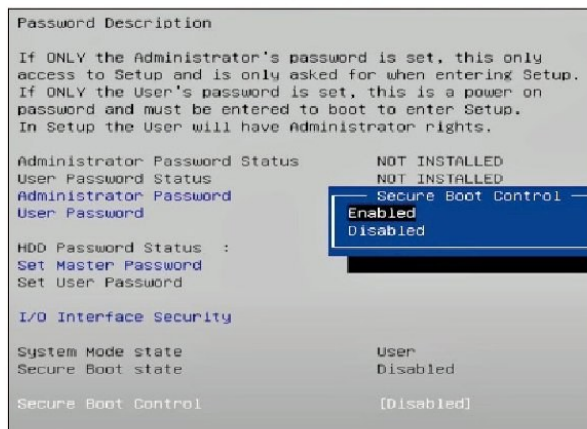 Password Description
If ONLY the Administrator's password is set, this only
access to Setup and is only asked for when entering Setup.
If ONLY the User's password is set, this is a power on
password and must be entered to boot to enter Setup.
In Setup the User will have Administrator rights.
Administrator Password Status NOT INSTALLED
User Password Status NOT INSTALLED
Administrator Password
User Password
Secure Boot Control
Enabled
Disabled
HDD Password Status :
Set Master Password
Set User Password
I/O Interface Security
System Mode state User
Secure Boot state Disabled
Secure Boot Control [Disabled]